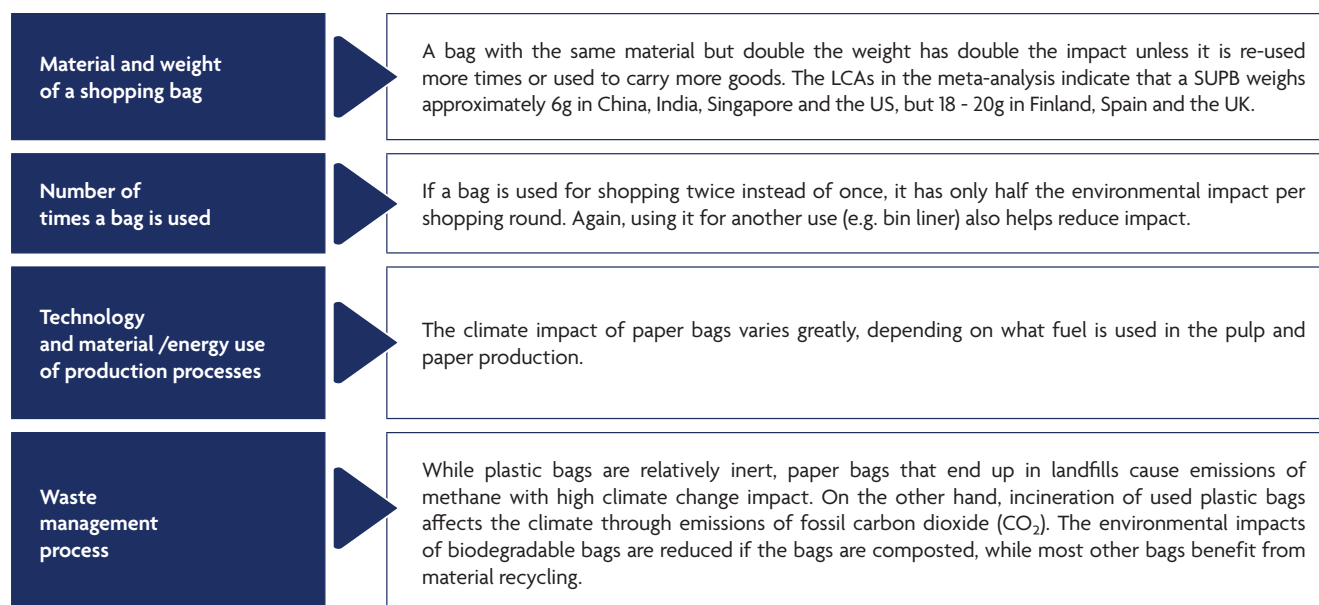 Material and weight
of a shopping bag
A bag with the same material but double the weight has double the impact unless it is re-used
more times or used to carry more goods. The LCAs in the meta-analysis indicate that a SUPB weighs
approximately 6g in China, India, Singapore and the US, but 18 - 20g in Finland, Spain and the UK.
Number of
times a bag is used
If a bag is used for shopping twice instead of once, it has only half the environmental impact per
shopping round. Again, using it for another use (e.g. bin liner) also helps reduce impact.
Technology
and material /energy use
of production processes
The climate impact of paper bags varies greatly, depending on what fuel is used in the pulp and
paper production.
Waste
management
process
While plastic bags are relatively inert, paper bags that end up in landfills cause emissions of
methane with high climate change impact. On the other hand, incineration of used plastic bags
affects the climate through emissions of fossil carbon dioxide (CO₂). The environmental impacts
of biodegradable bags are reduced if the bags are composted, while most other bags benefit from
material recycling.